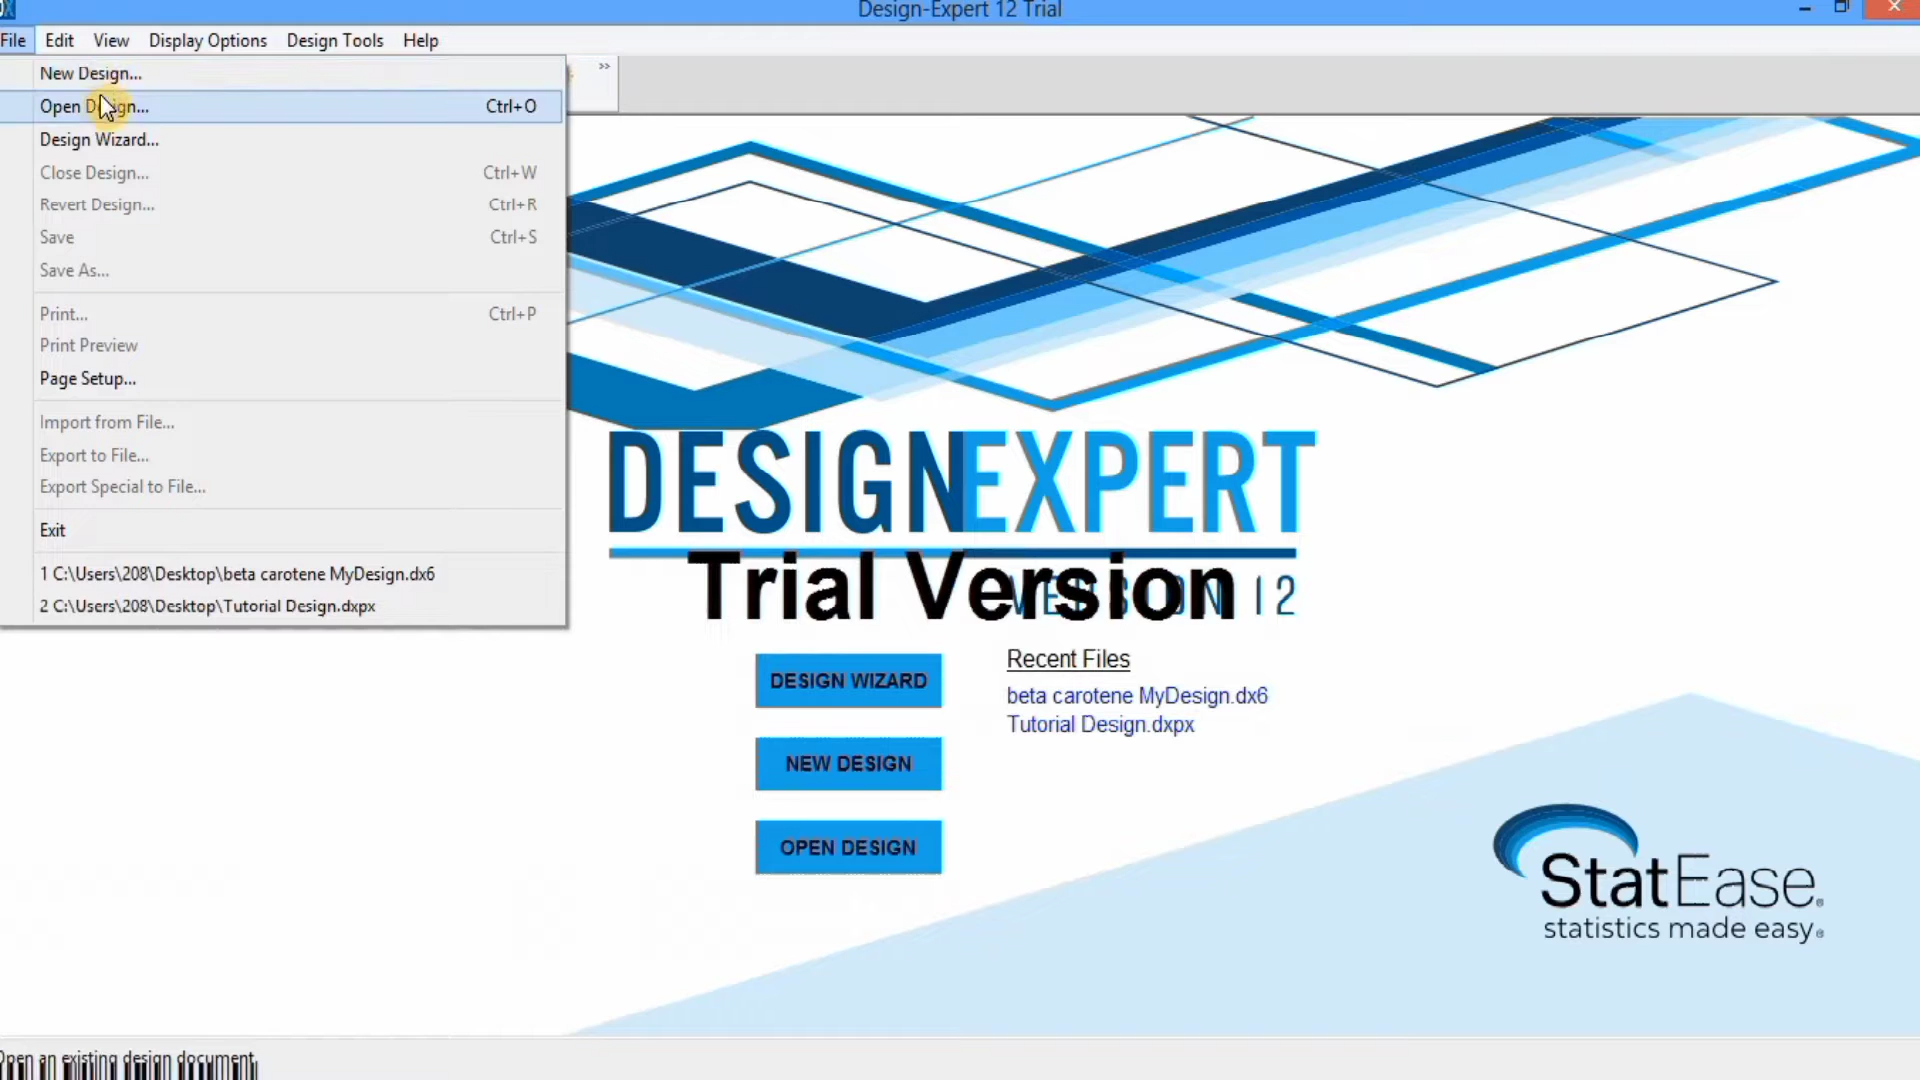 Design-Expert 12 Trial
File Edit View Display Options Design Tools Help
New Design...
Open Design... Ctrl+O
Design Wizard...
Close Design... Ctrl+W
Revert Design... Ctrl+R
Save Ctrl+S
Save As...
Print... Ctrl+P
Print Preview
Page Setup...
Import from File...
Export to File...
Export Special to File...
Exit
1 C:\Users\208\Desktop\beta carotene MyDesign.dx6
2 C:\Users\208\Desktop\Tutorial Design.dxpx
DESIGNEXPERT
Trial Version
VERSION 12
DESIGN WIZARD
NEW DESIGN
OPEN DESIGN
Recent Files
beta carotene MyDesign.dx6
Tutorial Design.dxpx
StatEase®
statistics made easy®
Open an existing design document